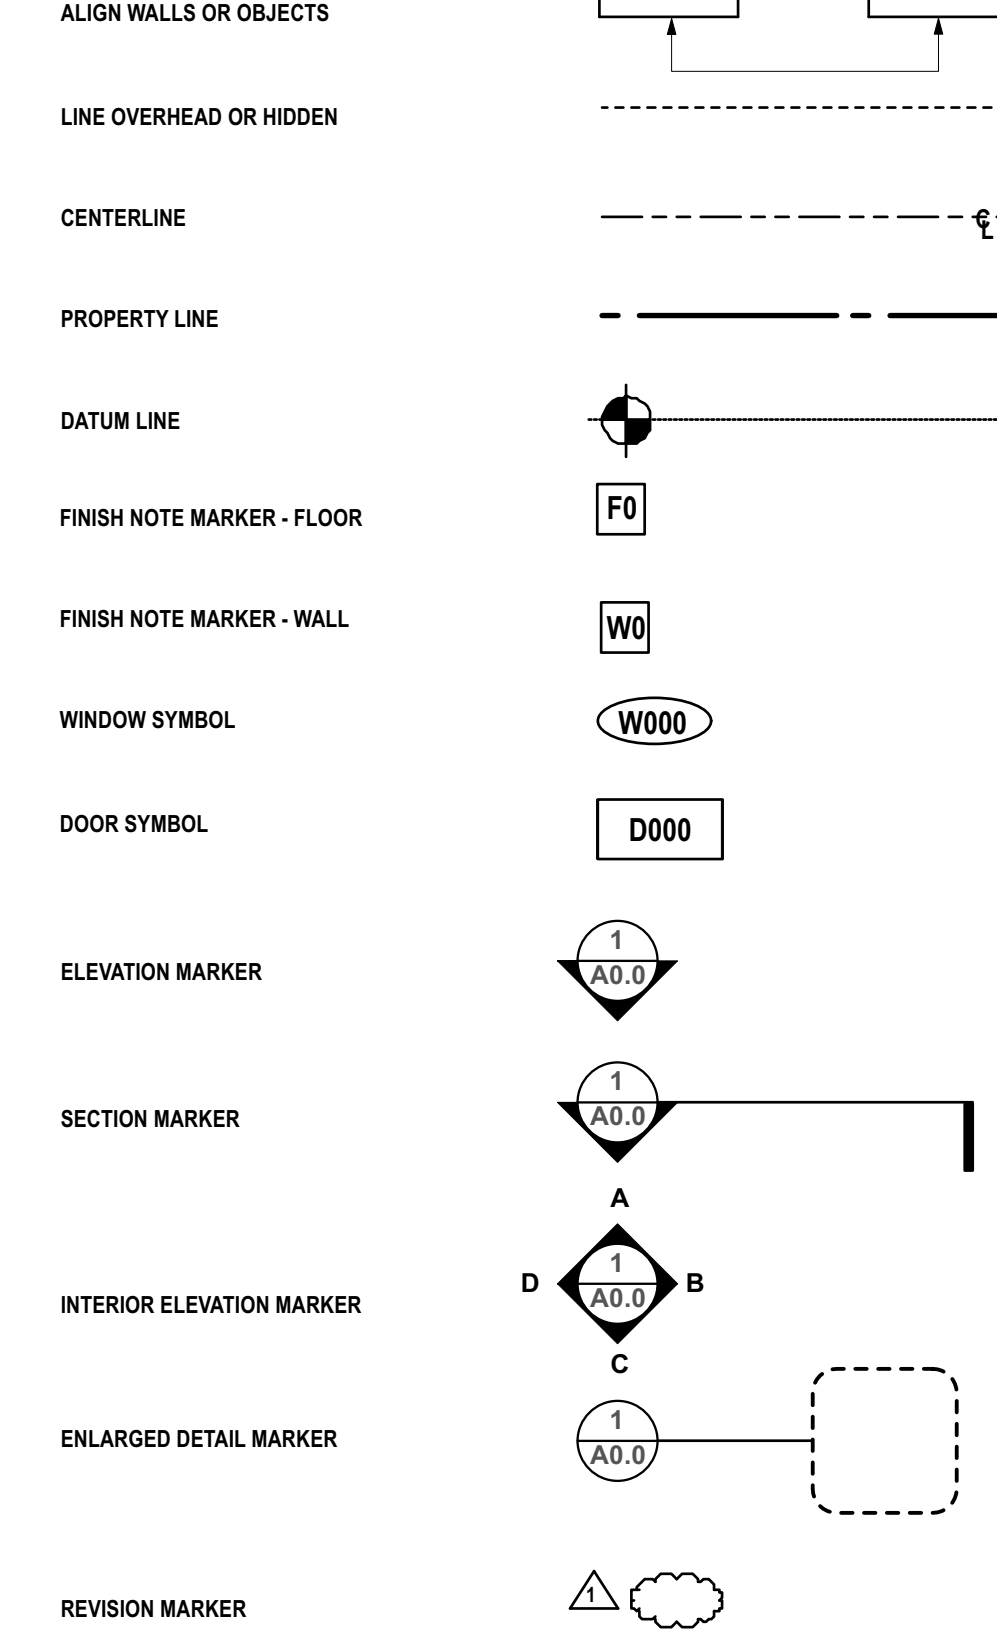 ALIGN WALLS OR OBJECTS
LINE OVERHEAD OR HIDDEN
CENTERLINE
℄
PROPERTY LINE
DATUM LINE
FINISH NOTE MARKER - FLOOR
F0
FINISH NOTE MARKER - WALL
W0
WINDOW SYMBOL
W000
DOOR SYMBOL
D000
ELEVATION MARKER
1
A0.0
SECTION MARKER
1
A0.0
INTERIOR ELEVATION MARKER
A
D
1
A0.0
B
C
ENLARGED DETAIL MARKER
1
A0.0
REVISION MARKER
1